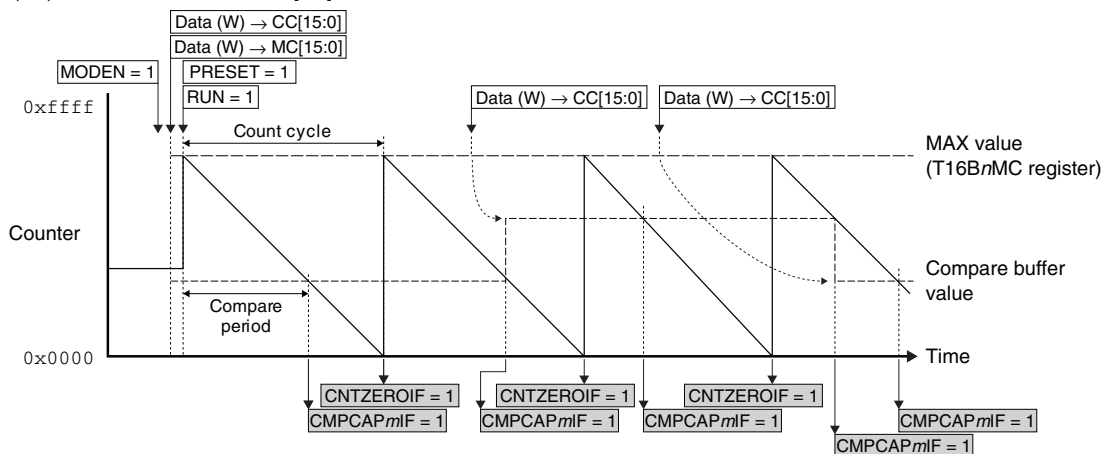 Data (W) → CC[15:0]
Data (W) → MC[15:0]
MODEN = 1
PRESET = 1
RUN = 1
Data (W) → CC[15:0]
Data (W) → CC[15:0]
0xffff
Count cycle
MAX value
(T16BnMC register)
Counter
Compare buffer
value
Compare
period
0x0000
Time
CNTZEROIF = 1
CNTZEROIF = 1
CNTZEROIF = 1
CMPCAPmIF = 1
CMPCAPmIF = 1
CMPCAPmIF = 1
CMPCAPmIF = 1
CMPCAPmIF = 1